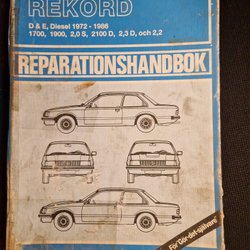 REKORD
D & E, Diesel 1972 - 1986
1700, 1900, 2,0 S, 2100 D, 2,3 D, och 2,2
REPARATIONSHANDBOK
För Gör-det-självare